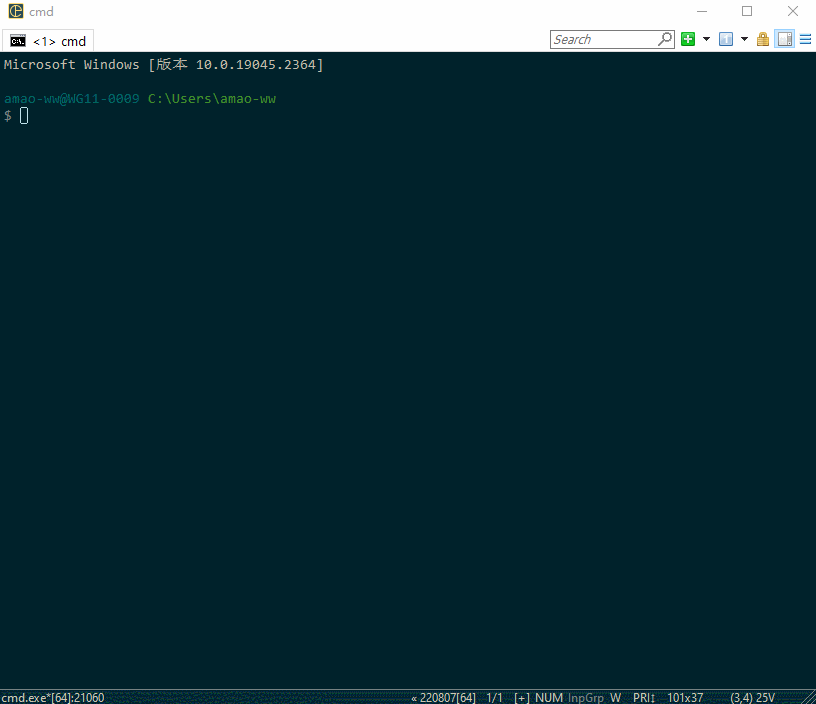 cmd
<1> cmd
Search
Microsoft Windows [版本 10.0.19045.2364]
amao-ww@WG11-0009 C:\Users\amao-ww
$
cmd.exe*[64]:21060
« 220807[64] 1/1 [+] NUM InpGrp W PRI↕ 101x37 (3,4) 25V